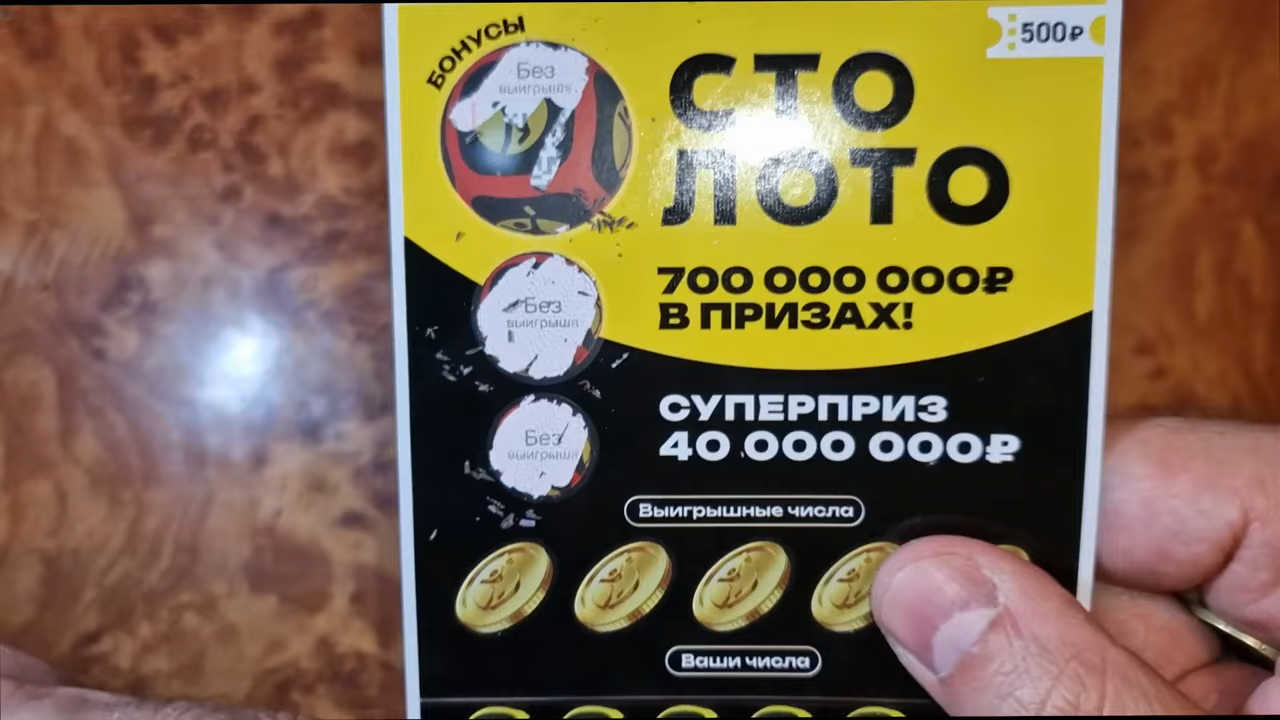 БОНУСЫ
500₽
Без
выигрыша
СТО
ЛОТО
700 000 000₽
В ПРИЗАХ!
Без
выигрыша
СУПЕРПРИЗ
40 000 000₽
Без
выигрыша
Выигрышные числа
Ваши числа